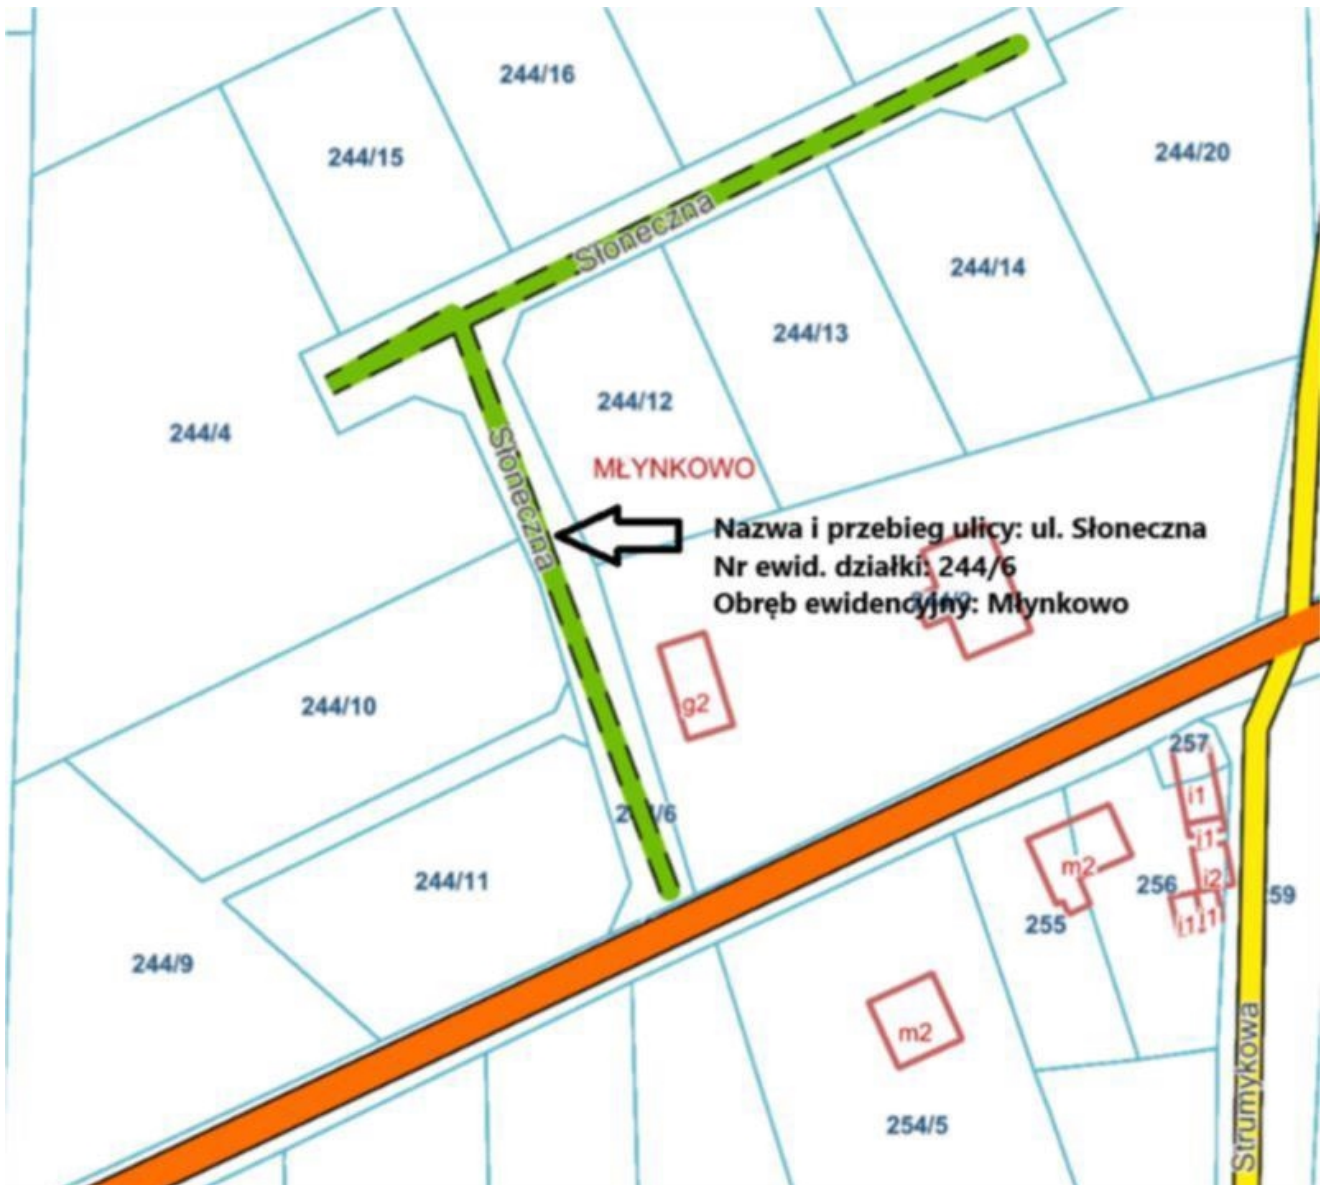 244/16
244/15
244/20
Słoneczna
244/14
244/13
244/12
244/4
Słoneczna
MŁYNKOWO
Nazwa i przebieg ulicy: ul. Słoneczna
Nr ewid. działki: 244/6
Obręb ewidencyjny: Młynkowo
244/10
g2
257
i1
i1
m2
i2
256
59
244/11
255
244/9
m2
254/5
Strumykowa